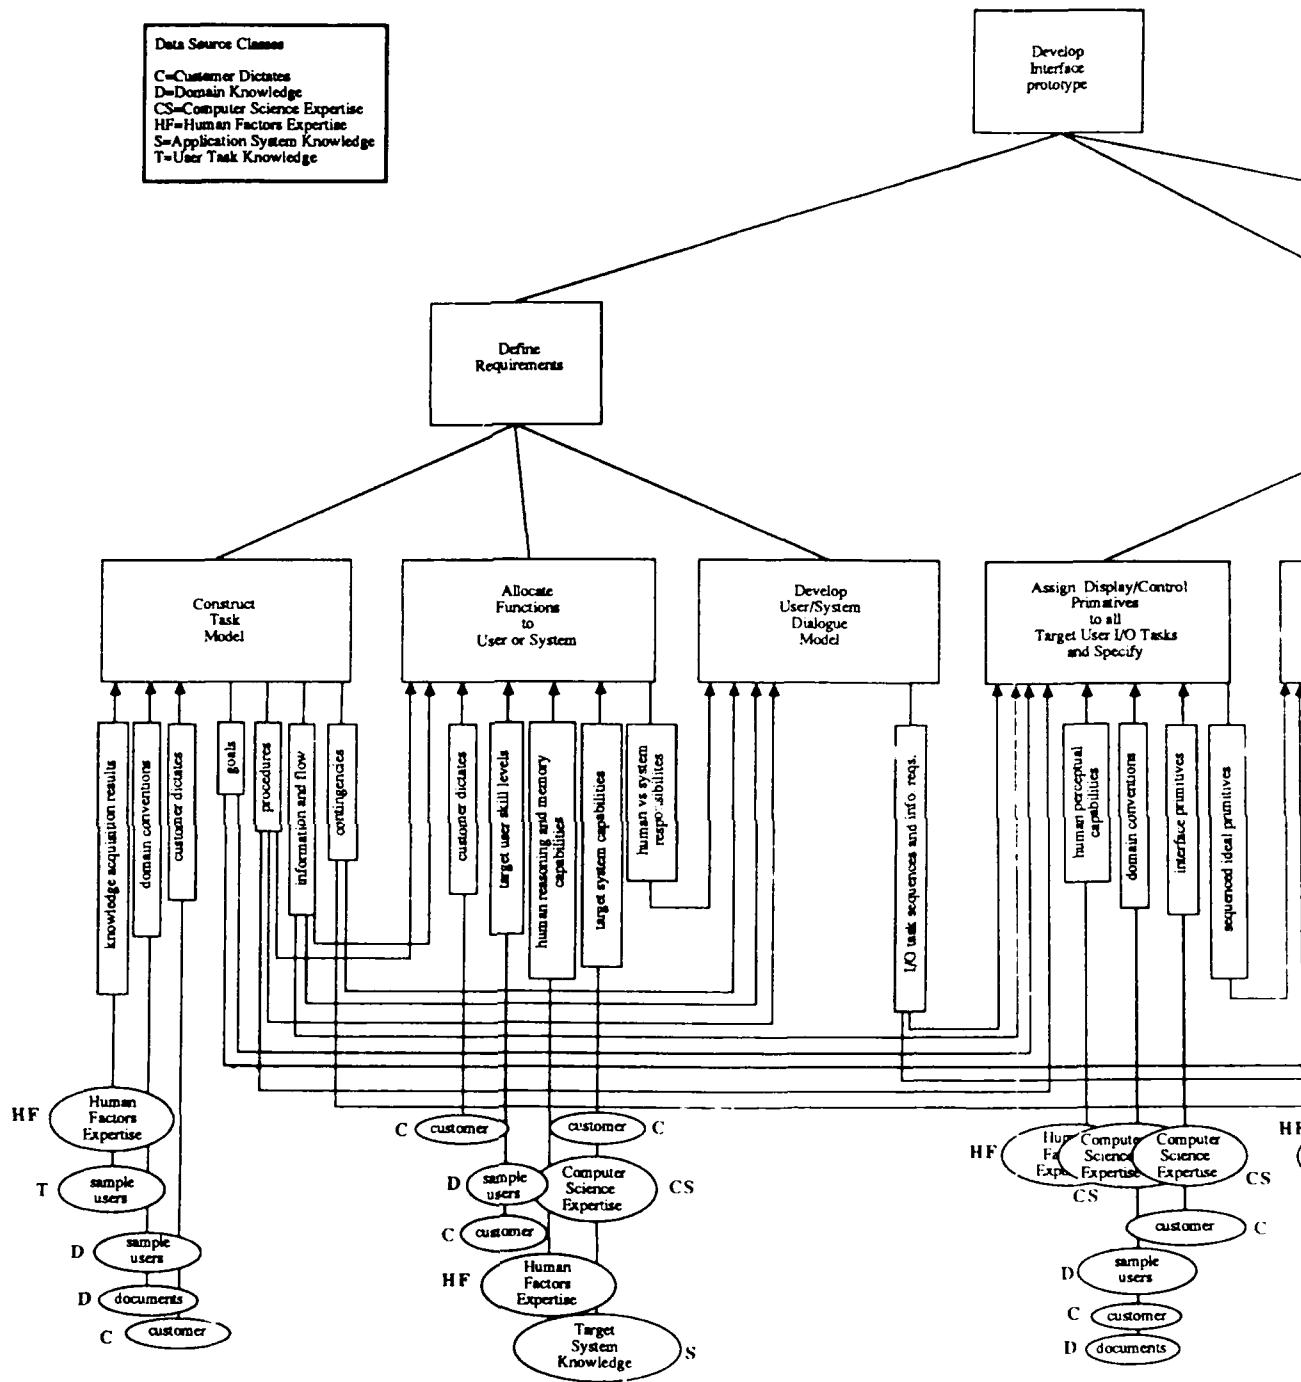 Data Source Classes
C=Customer Dictates
D=Domain Knowledge
CS=Computer Science Expertise
HF=Human Factors Expertise
S=Application System Knowledge
T=User Task Knowledge
Develop
Interface
prototype
Define
Requirements
Construct
Task
Model
Allocate
Functions
to
User or System
Develop
User/System
Dialogue
Model
Assign Display/Control
Primatives
to all
Target User I/O Tasks
and Specify
knowledge acquisition results
domain conventions
customer dictates
goals
procedures
information and flow
contingencies
customer dictates
target user skill levels
human reasoning and memory
capabilities
target system capabilities
human vs system
responsibilites
I/O task sequences and info. reqs.
human perceptual
capabilities
domain conventions
interface primitives
sequenced ideal primitives
HF
Human
Factors
Expertise
T
sample
users
D
sample
users
D
documents
C
customer
C
customer
customer
C
D
sample
users
Computer
Science
Expertise
CS
C
customer
HF
Human
Factors
Expertise
Target
System
Knowledge
S
HF
Hum
Fa
Exp
Computer
Science
Expertise
CS
Computer
Science
Expertise
CS
customer
C
D
sample
users
C
customer
D
documents